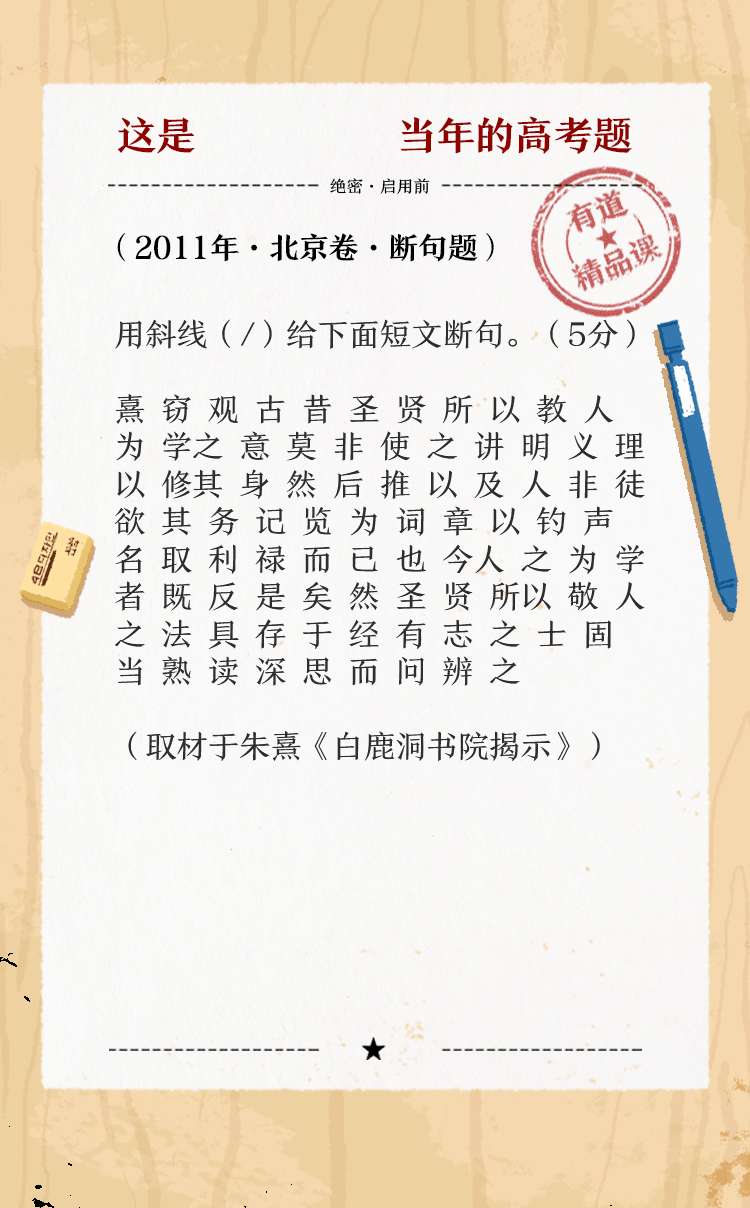 这是 当年的高考题
绝密·启用前
有道
精品课
（2011年·北京卷·断句题）
用斜线（/）给下面短文断句。（5分）
熹窃观古昔圣贤所以教人
为学之意莫非使之讲明义理
以修其身然后推以及人非徒
欲其务记览为词章以钓声
名取利禄而已也今人之为学
者既反是矣然圣贤所以敬人
之法具存于经有志之士固
当熟读深思而问辨之
（取材于朱熹《白鹿洞书院揭示》）